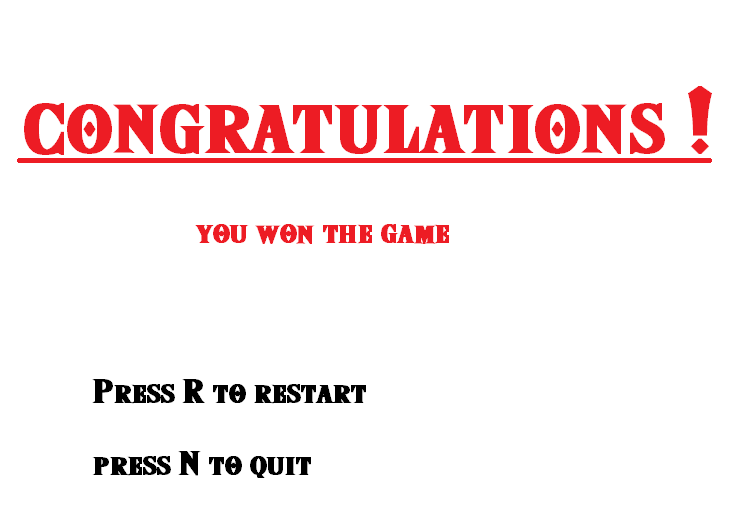 CONGRATULATIONS !
YOU WON THE GAME
PRESS R TO RESTART
PRESS N TO QUIT